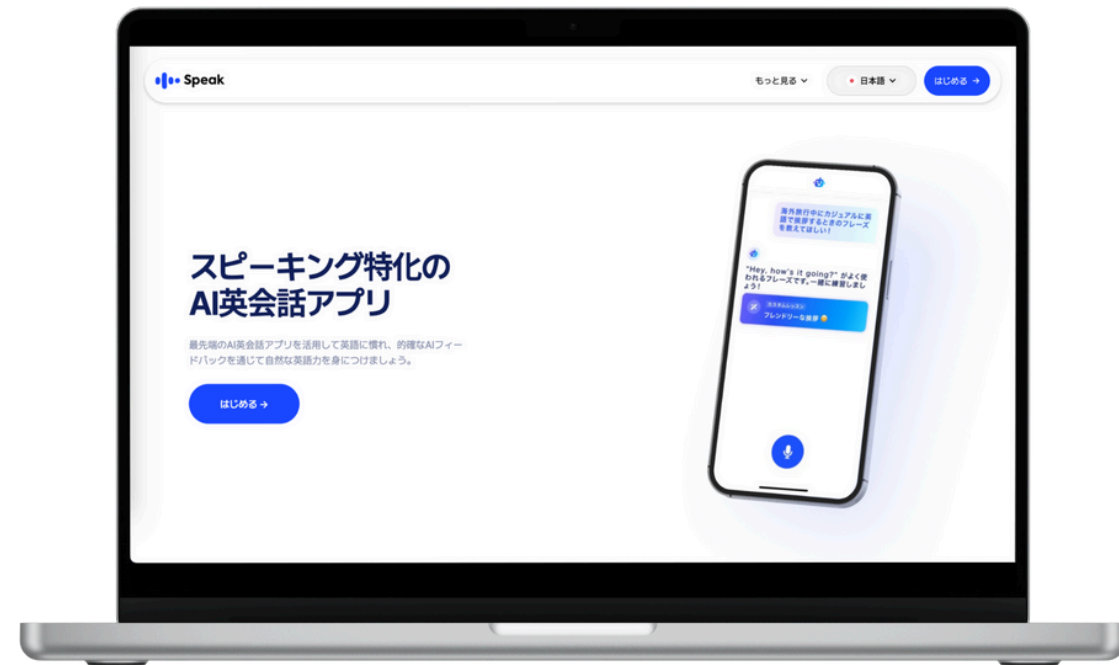 Speak
もっと見る
日本語
はじめる →
スピーキング特化の
AI英会話アプリ
最先端のAI英会話アプリを活用して英語に慣れ、的確なAIフィー
ドバックを通じて自然な英語力を身につけましょう。
はじめる →
海外旅行中にカジュアルに英
語で挨拶するときのフレーズ
を教えてほしい！
"Hey, how's it going?" がよく使
われるフレーズです。一緒に練習しまし
ょう！
カスタムレッスン
フレンドリーな挨拶 😄